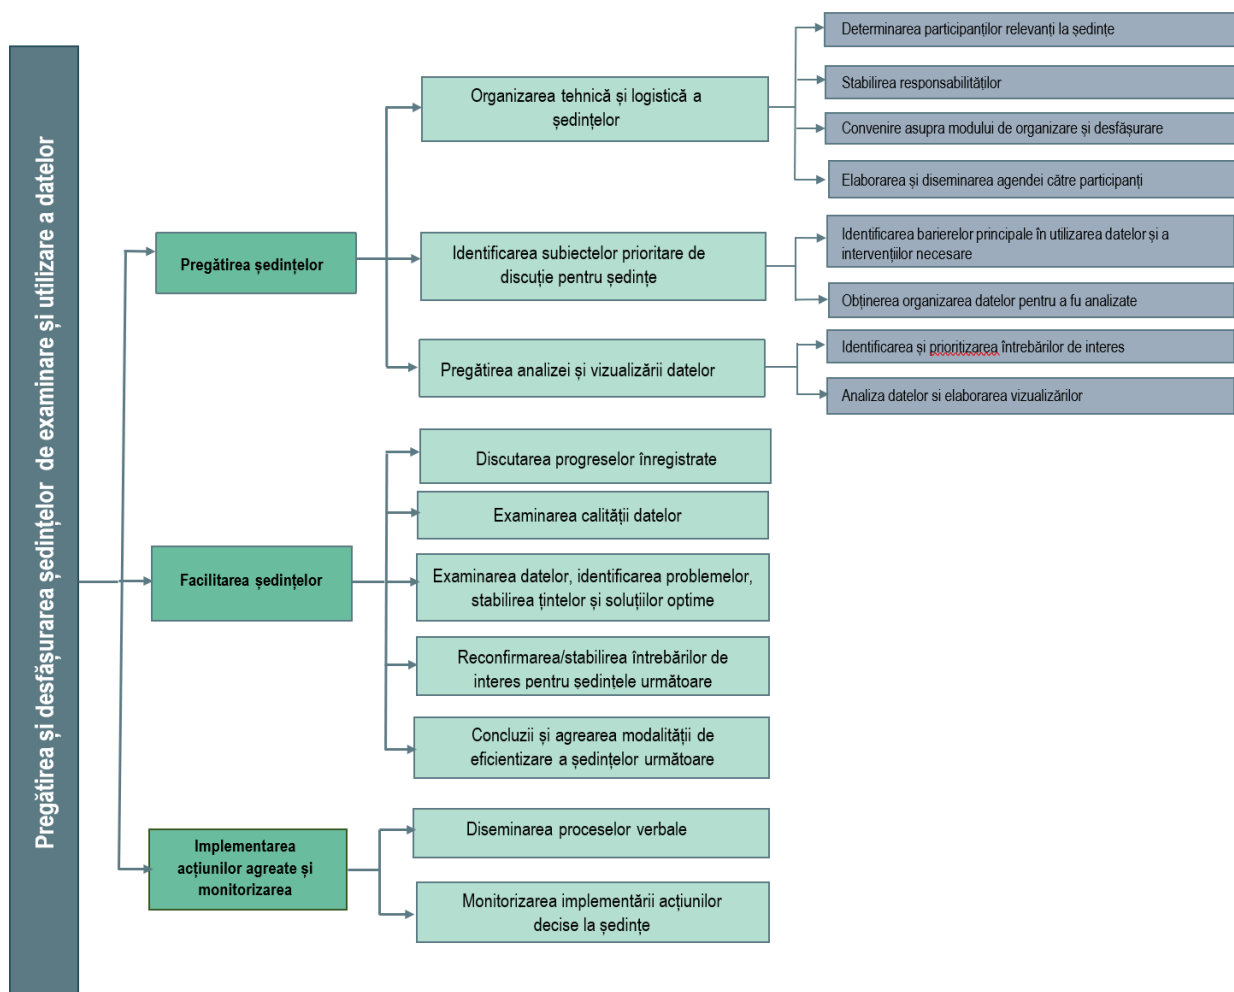 Pregătirea și desfășurarea ședințelor de examinare și utilizare a datelor
Pregătirea ședințelor
Organizarea tehnică și logistică a
ședințelor
Determinarea participanților relevanți la ședințe
Stabilirea responsabilităților
Convenire asupra modului de organizare și desfășurare
Elaborarea și diseminarea agendei către participanți
Identificarea subiectelor prioritare de
discuție pentru ședințe
Identificarea barierelor principale în utilizarea datelor și a
intervențiilor necesare
Obținerea organizarea datelor pentru a fu analizate
Pregătirea analizei și vizualizării datelor
Identificarea și prioritizarea întrebărilor de interes
Analiza datelor si elaborarea vizualizărilor
Facilitarea ședințelor
Discutarea progreselor înregistrate
Examinarea calității datelor
Examinarea datelor, identificarea problemelor,
stabilirea țintelor și soluțiilor optime
Reconfirmarea/stabilirea întrebărilor de
interes pentru ședințele următoare
Concluzii și agrearea modalității de
eficientizare a ședințelor următoare
Implementarea
acțiunilor agreate și
monitorizarea
Diseminarea proceselor verbale
Monitorizarea implementării acțiunilor
decise la ședințe